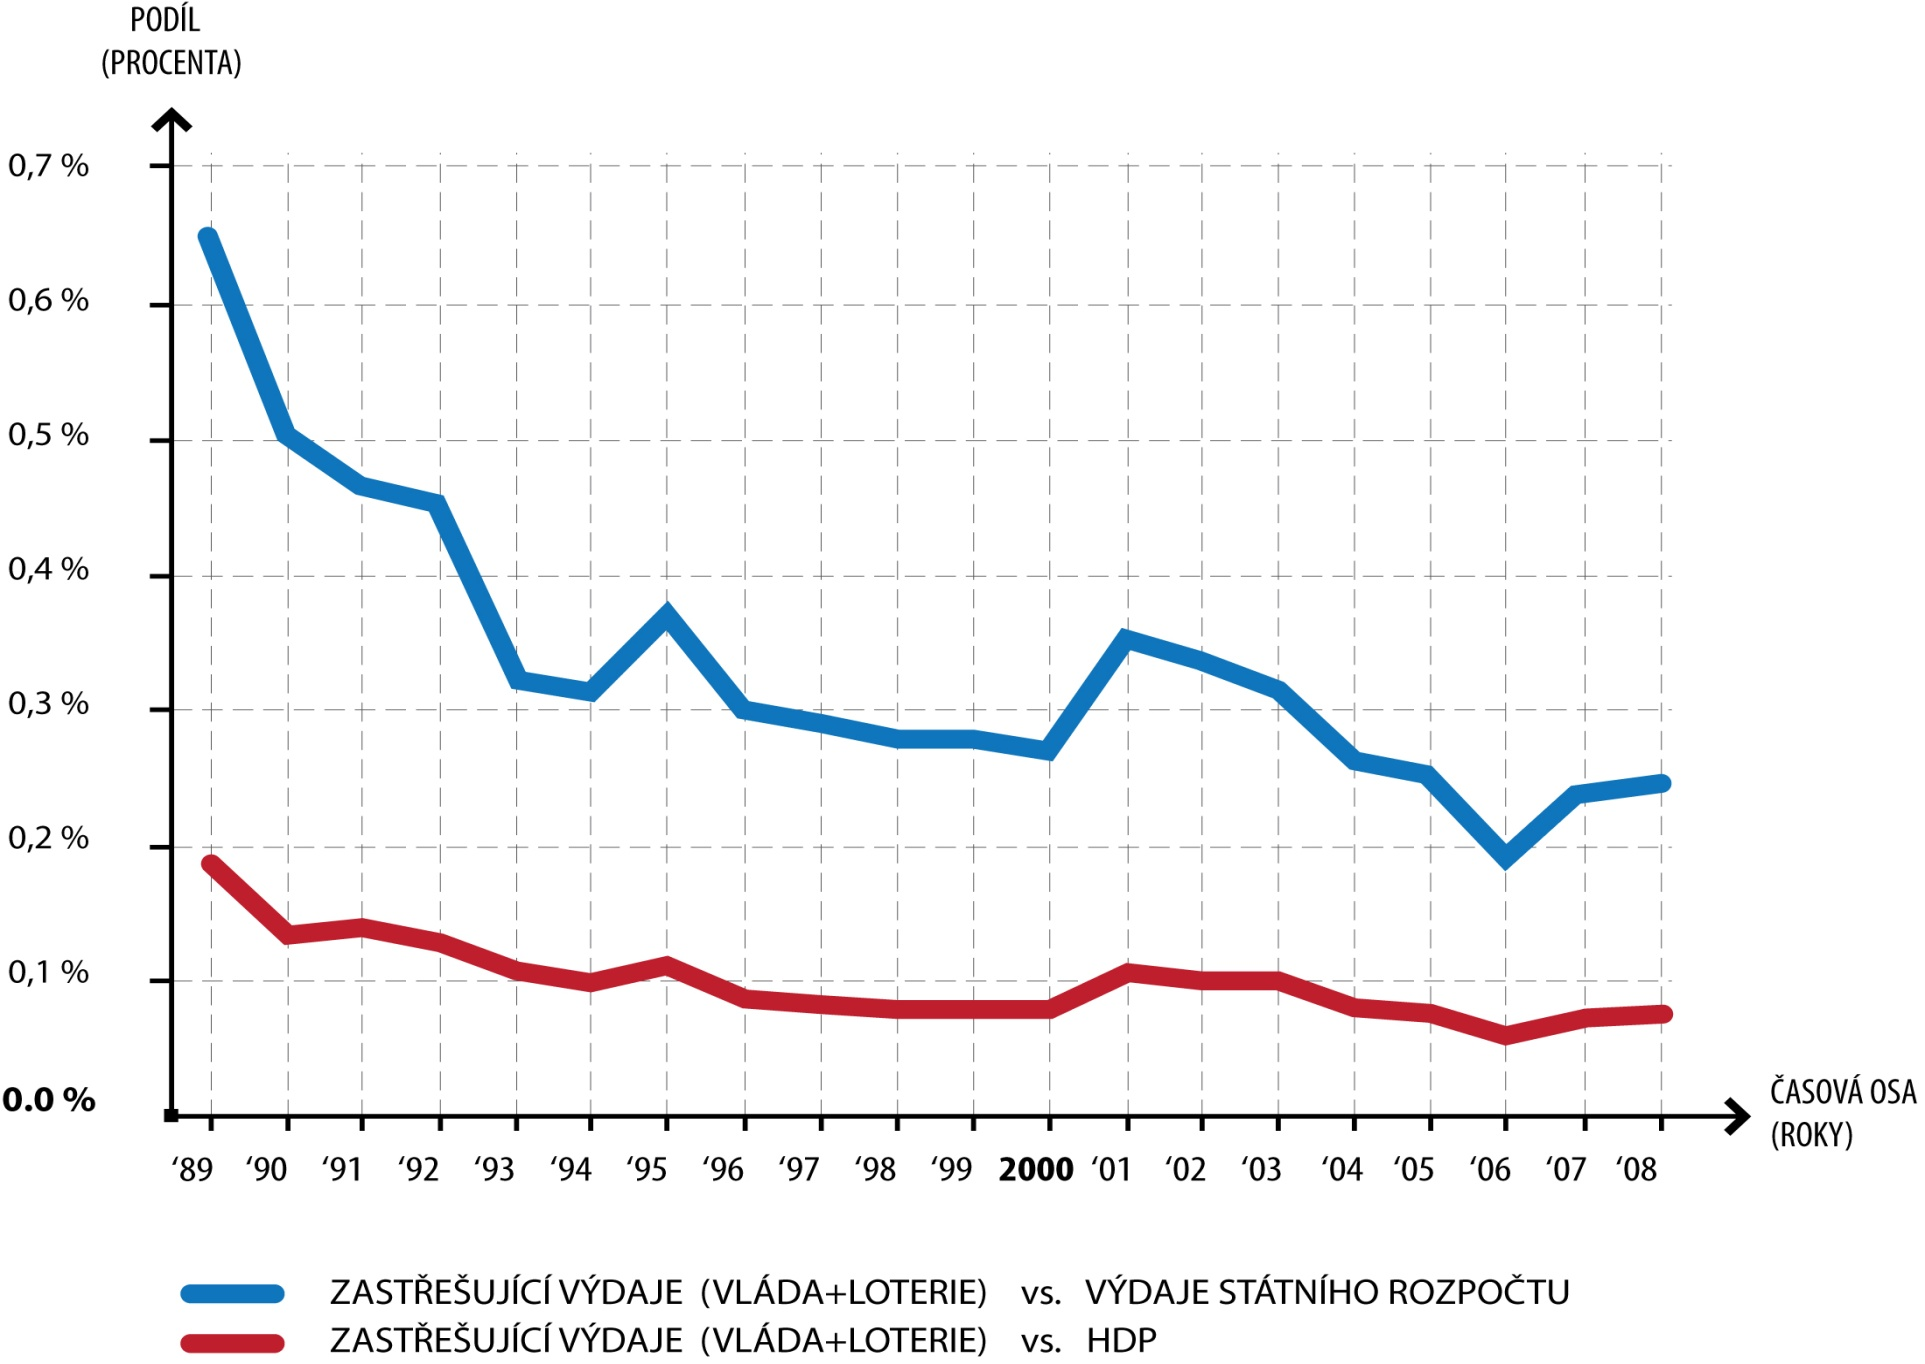 PODÍL
(PROCENTA)
0,7 %
0,6 %
0,5 %
0,4 %
0,3 %
0,2 %
0,1 %
0.0 %
ČASOVÁ OSA
(ROKY)
‘89 ‘90 ‘91 ‘92 ‘93 ‘94 ‘95 ‘96 ‘97 ‘98 ‘99 2000 ‘01 ‘02 ‘03 ‘04 ‘05 ‘06 ‘07 ‘08
ZASTŘEŠUJÍCÍ VÝDAJE (VLÁDA+LOTERIE) vs. VÝDAJE STÁTNÍHO ROZPOČTU
ZASTŘEŠUJÍCÍ VÝDAJE (VLÁDA+LOTERIE) vs. HDP